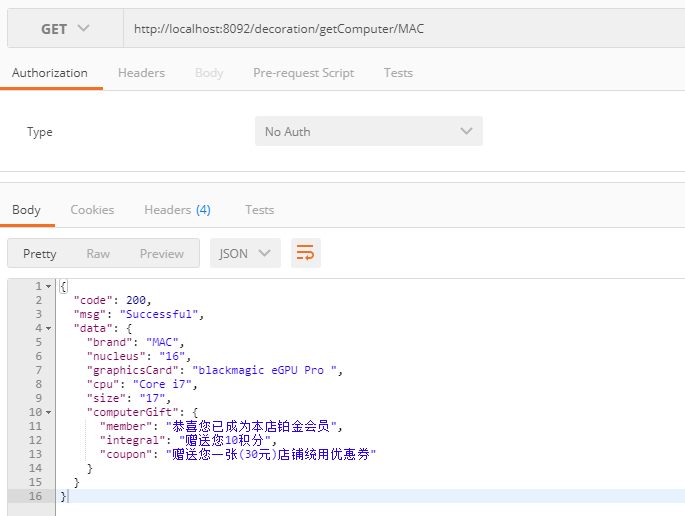 GET http://localhost:8092/decoration/getComputer/MAC
Authorization Headers Body Pre-request Script Tests
Type No Auth
Body Cookies Headers (4) Tests
Pretty Raw Preview JSON
1 {
2 "code": 200,
3 "msg": "Successful",
4 "data": {
5 "brand": "MAC",
6 "nucleus": "16",
7 "graphicsCard": "blackmagic eGPU Pro ",
8 "cpu": "Core i7",
9 "size": "17",
10 "computerGift": {
11 "member": "恭喜您已成为本店铂金会员",
12 "integral": "赠送您10积分",
13 "coupon": "赠送您一张(30元)店铺统用优惠券"
14 }
15 }
16 }